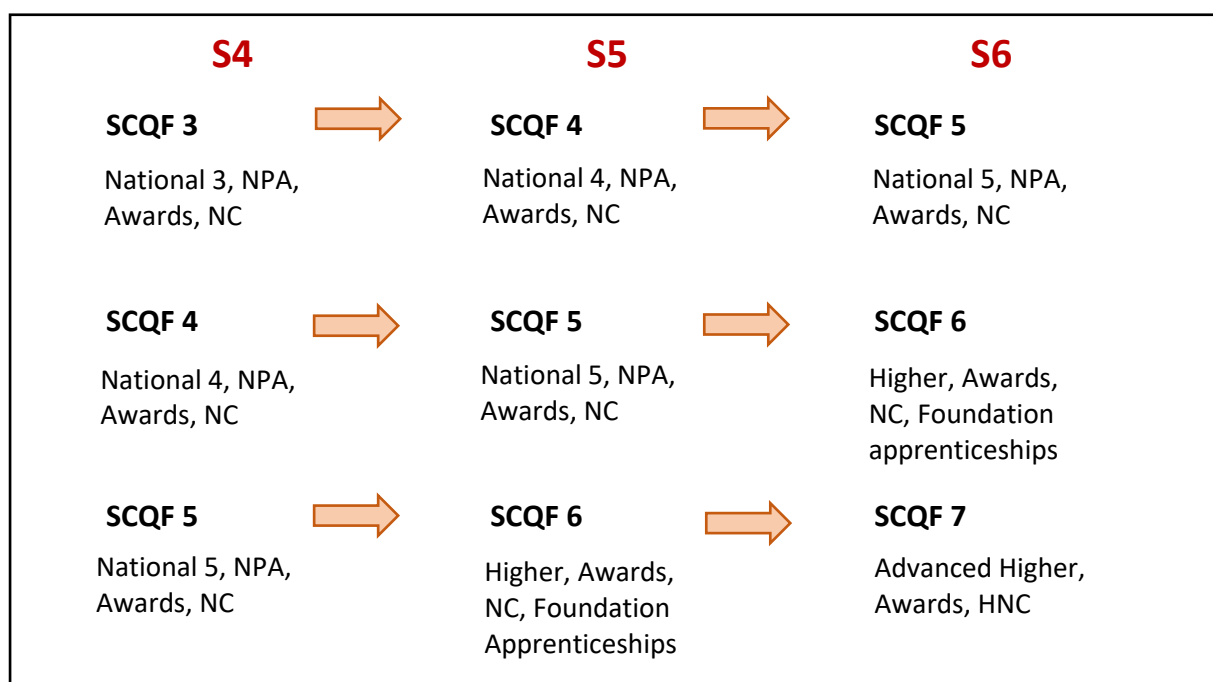 S4
S5
S6
SCQF 3
SCQF 4
SCQF 5
National 3, NPA,
Awards, NC
National 4, NPA,
Awards, NC
National 5, NPA,
Awards, NC
SCQF 4
SCQF 5
SCQF 6
National 4, NPA,
Awards, NC
National 5, NPA,
Awards, NC
Higher, Awards,
NC, Foundation
apprenticeships
SCQF 5
SCQF 6
SCQF 7
National 5, NPA,
Awards, NC
Higher, Awards,
NC, Foundation
Apprenticeships
Advanced Higher,
Awards, HNC